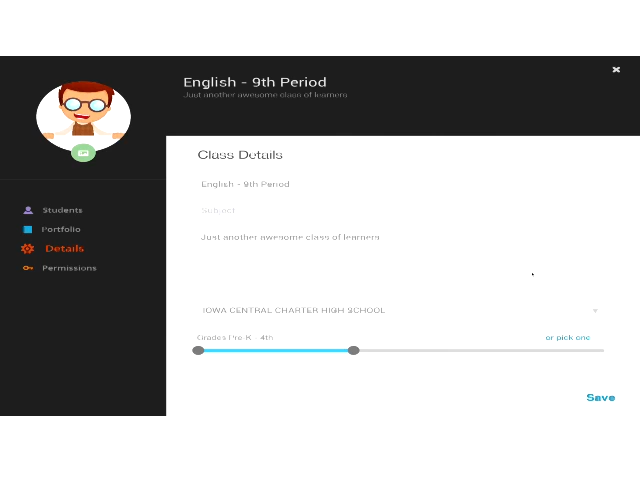 English - 9th Period
Just another awesome class of learners
Students
Portfolio
Details
Permissions
Class Details
English - 9th Period
Subject
Just another awesome class of learners
IOWA CENTRAL CHARTER HIGH SCHOOL
Grades Pre-K - 4th
or pick one
Save